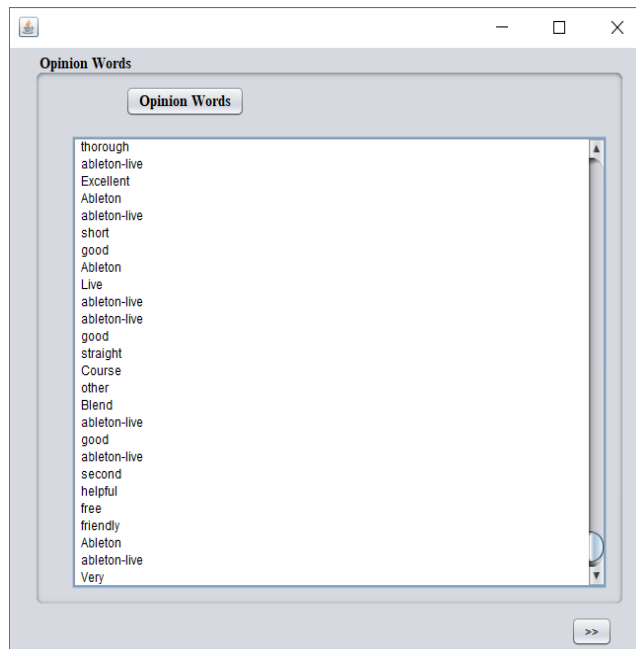 Opinion Words
Opinion Words
thorough
ableton-live
Excellent
Ableton
ableton-live
short
good
Ableton
Live
ableton-live
ableton-live
good
straight
Course
other
Blend
ableton-live
good
ableton-live
second
helpful
free
friendly
Ableton
ableton-live
Very
>>